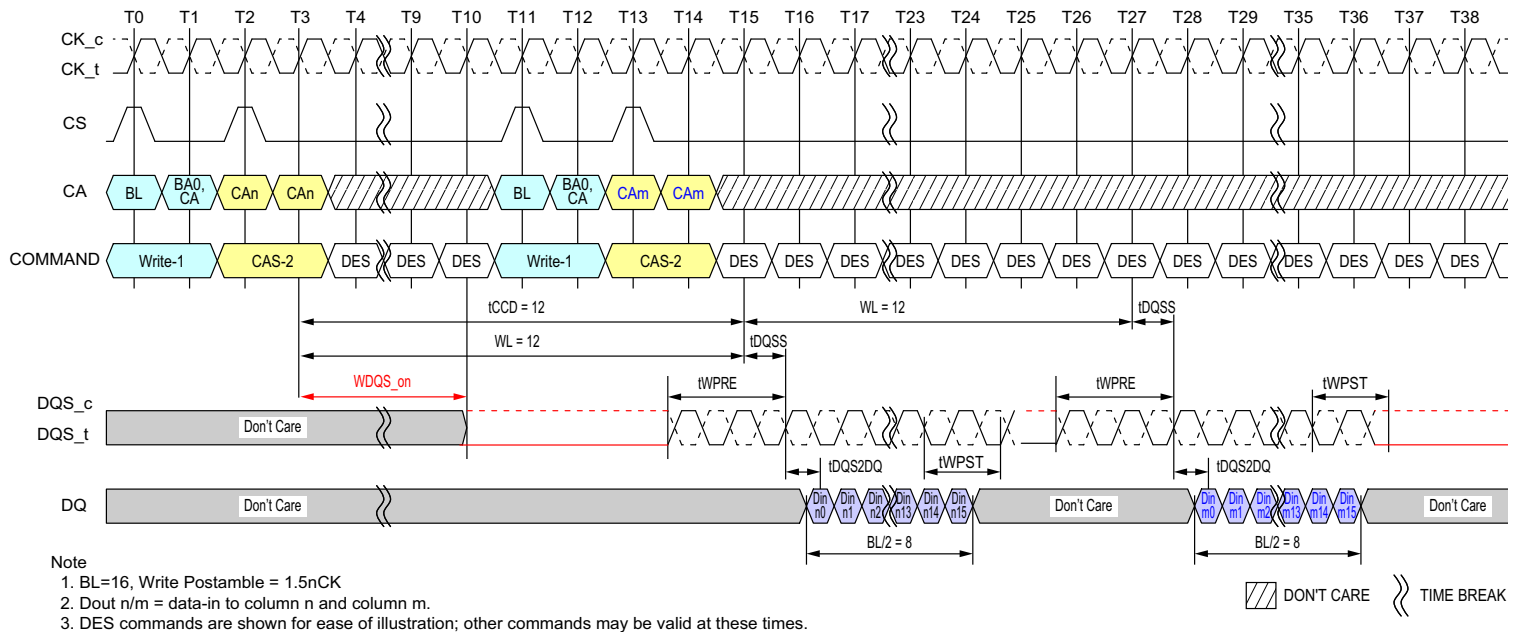 T0 T1 T2 T3 T4 T9 T10 T11 T12 T13 T14 T15 T16 T17 T23 T24 T25 T26 T27 T28 T29 T35 T36 T37 T38
CK_c
CK_t
CS
CA BL BA0, CA CAn CAn BL BA0, CA CAm CAm
COMMAND Write-1 CAS-2 DES DES DES Write-1 CAS-2 DES DES DES DES DES DES DES DES DES DES DES DES DES DES
tCCD = 12 WL = 12 tDQSS
WL = 12 tDQSS
WDQS_on tWPRE tWPRE tWPST
DQS_c
DQS_t Don't Care
tDQS2DQ tWPST tDQS2DQ
DQ Don't Care Din n0 Din n1 Din n2 Din n13 Din n14 Din n15 Don't Care Din m0 Din m1 Din m2 Din m13 Din m14 Din m15 Don't Care
BL/2 = 8 BL/2 = 8
Note
1. BL=16, Write Postamble = 1.5nCK
2. Dout n/m = data-in to column n and column m.
3. DES commands are shown for ease of illustration; other commands may be valid at these times.
DON'T CARE TIME BREAK